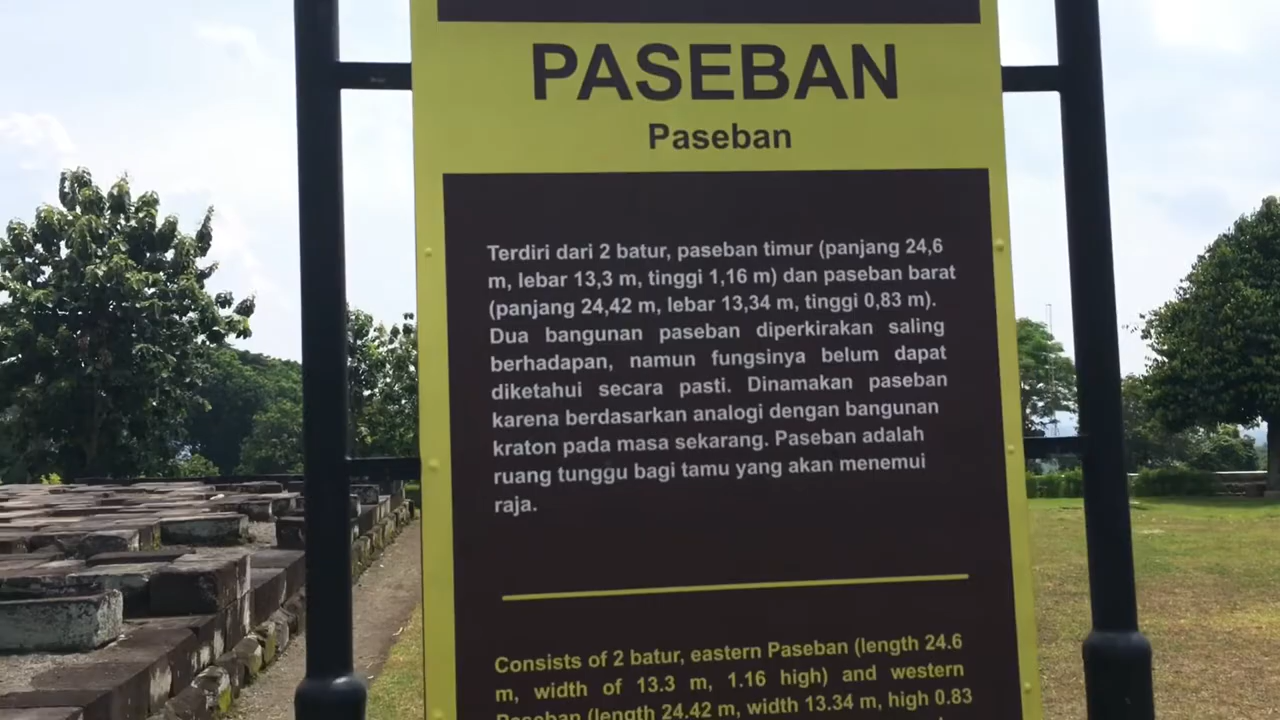 PASEBAN
Paseban
Terdiri dari 2 batur, paseban timur (panjang 24,6
m, lebar 13,3 m, tinggi 1,16 m) dan paseban barat
(panjang 24,42 m, lebar 13,34 m, tinggi 0,83 m).
Dua bangunan paseban diperkirakan saling
berhadapan, namun fungsinya belum dapat
diketahui secara pasti. Dinamakan paseban
karena berdasarkan analogi dengan bangunan
kraton pada masa sekarang. Paseban adalah
ruang tunggu bagi tamu yang akan menemui
raja.
Consists of 2 batur, eastern Paseban (length 24.6
m, width of 13.3 m, 1.16 high) and western
Paseban (length 24.42 m, width 13.34 m, high 0.83